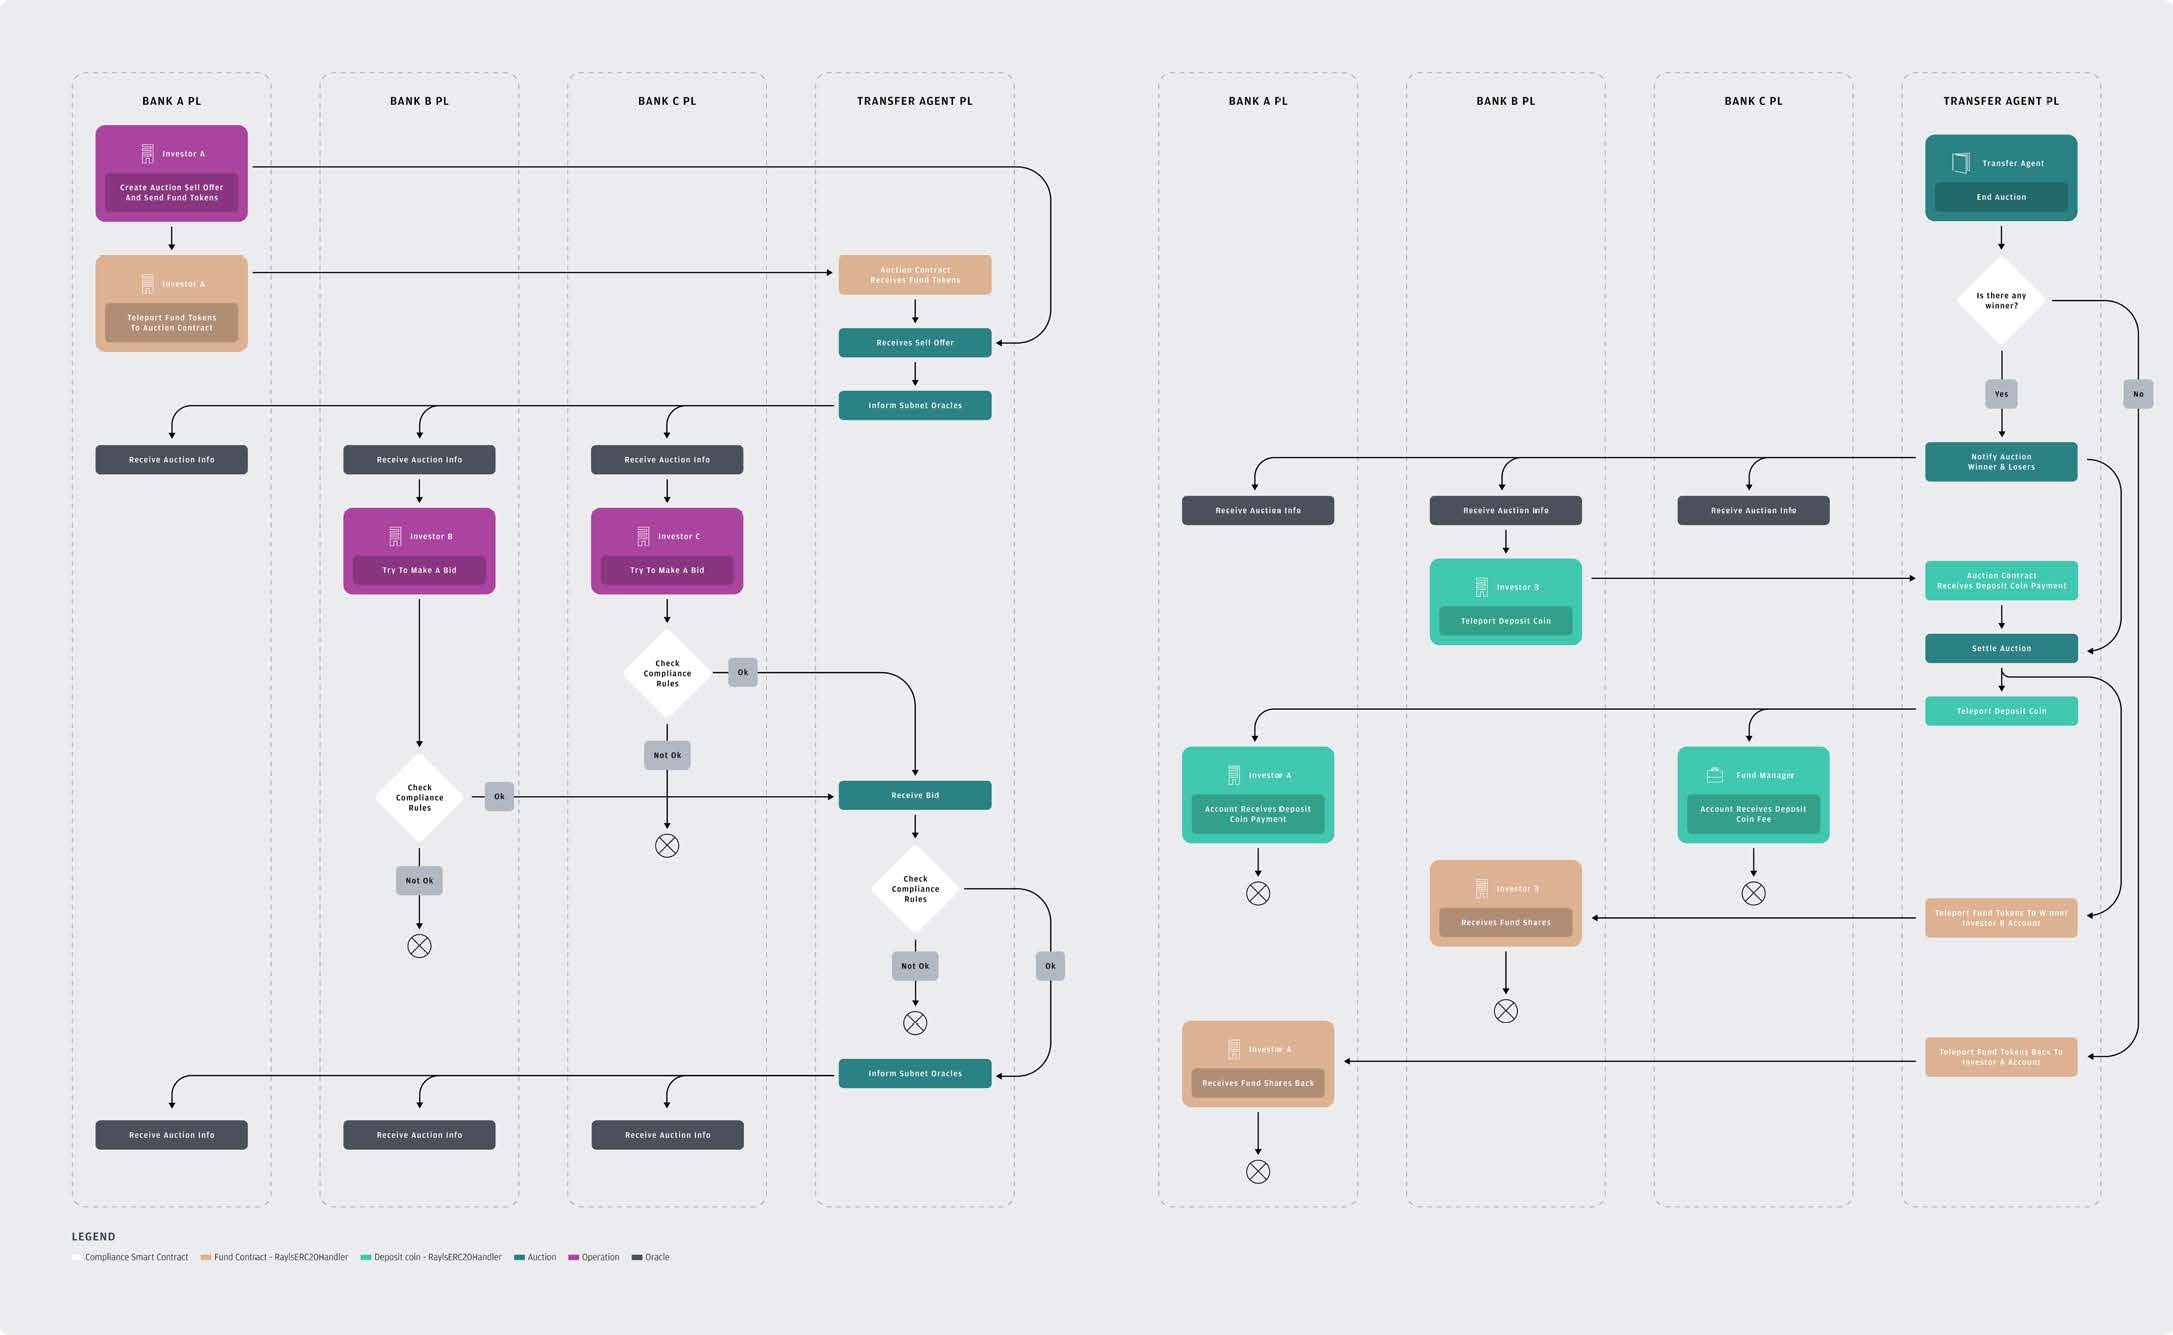 BANK A PL
BANK B PL
BANK C PL
TRANSFER AGENT PL
Investor A
Create Auction Sell Offer
And Send Fund Tokens
Investor A
Teleport Fund Tokens
To Auction Contract
Auction Contract
Receives Fund Tokens
Receives Sell Offer
Inform Subnet Oracles
Receive Auction Info
Receive Auction Info
Receive Auction Info
Investor B
Try To Make A Bid
Investor C
Try To Make A Bid
Check
Compliance
Rules
Ok
Not Ok
Check
Compliance
Rules
Ok
Not Ok
Receive Bid
Check
Compliance
Rules
Not Ok
Ok
Inform Subnet Oracles
Receive Auction Info
Receive Auction Info
Receive Auction Info
BANK A PL
BANK B PL
BANK C PL
TRANSFER AGENT PL
Transfer Agent
End Auction
Is there any
winner?
Yes
No
Notify Auction
Winner & Losers
Receive Auction Info
Receive Auction Info
Receive Auction Info
Investor B
Teleport Deposit Coin
Auction Contract
Receives Deposit Coin Payment
Settle Auction
Teleport Deposit Coin
Investor A
Account Receives Deposit
Coin Payment
Fund Manager
Account Receives Deposit
Coin Fee
Investor B
Receives Fund Shares
Teleport Fund Tokens To Winner
Investor B Account
Investor A
Receives Fund Shares Back
Teleport Fund Tokens Back To
Investor A Account
LEGEND
Compliance Smart Contract
Fund Contract - RaylsERC20Handler
Deposit coin - RaylsERC20Handler
Auction
Operation
Oracle